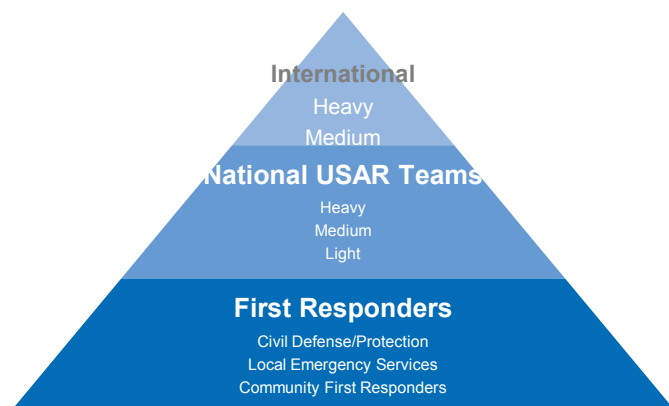 International
Heavy
Medium
National USAR Teams
Heavy
Medium
Light
First Responders
Civil Defense/Protection
Local Emergency Services
Community First Responders